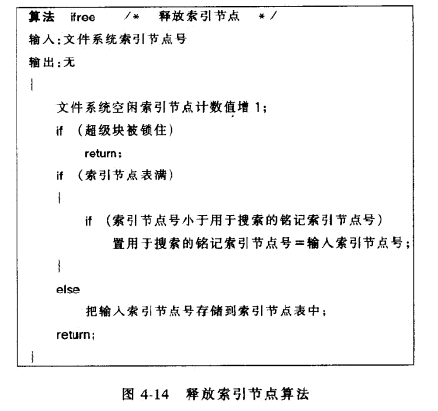 算法 ifree /* 释放索引节点 */
输入:文件系统索引节点号
输出:无
{
文件系统空闲索引节点计数值增 1;
if (超级块被锁住)
return;
if (索引节点表满)
{
if (索引节点号小于用于搜索的铭记索引节点号)
置用于搜索的铭记索引节点号=输入索引节点号;
}
else
把输入索引节点号存储到索引节点表中;
return;
}
图 4-14 释放索引节点算法